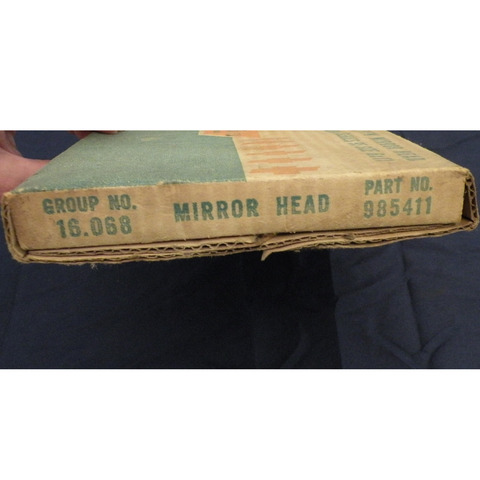 GROUP NO.
16.068
MIRROR HEAD
PART NO.
985411